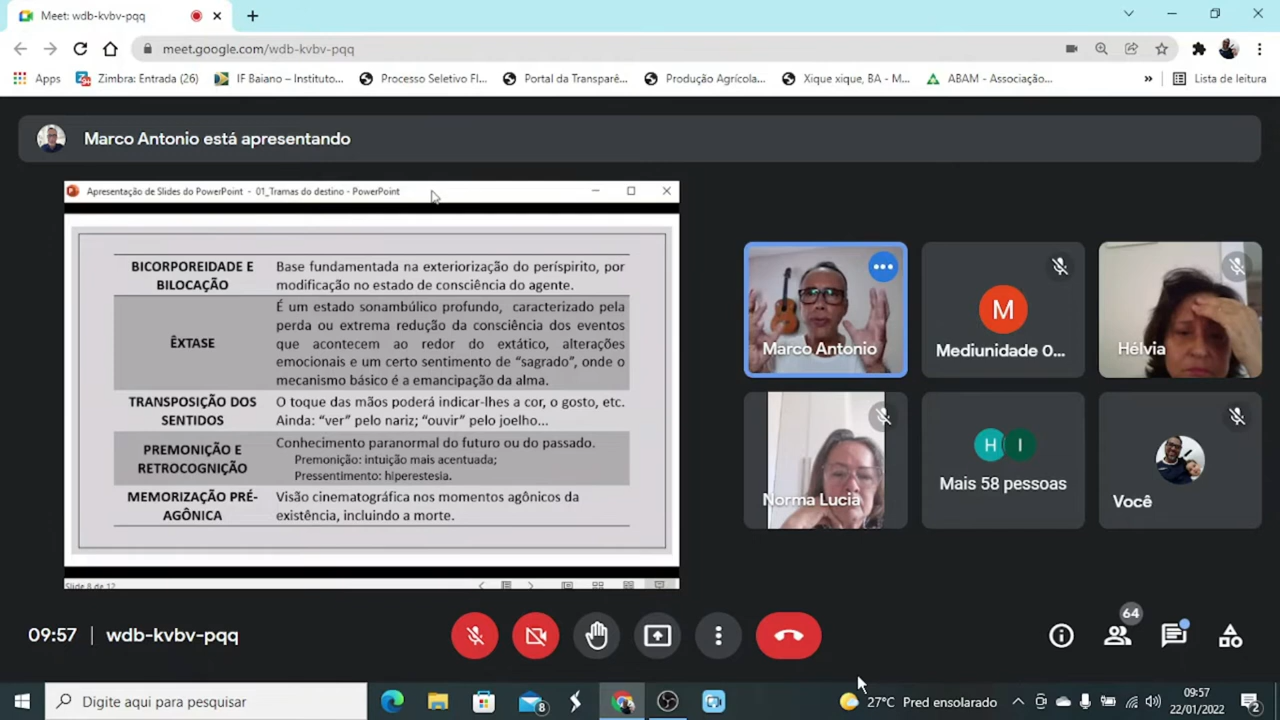 Meet: wdb-kvbv-pqq
meet.google.com/wdb-kvbv-pqq
Apps Zimbra: Entrada (26) IF Baiano – Instituto... Processo Seletivo Fl... Portal da Transparê... Produção Agrícola... Xique xique, BA - M... ABAM - Associação... » Lista de leitura
Marco Antonio está apresentando
Apresentação de Slides do PowerPoint - 01_Tramas do destino - PowerPoint
BICORPOREIDADE E
BILOCAÇÃO
Base fundamentada na exteriorização do períspirito, por
modificação no estado de consciência do agente.
ÊXTASE
É um estado sonambúlico profundo, caracterizado pela
perda ou extrema redução da consciência dos eventos
que acontecem ao redor do extático, alterações
emocionais e um certo sentimento de “sagrado”, onde o
mecanismo básico é a emancipação da alma.
TRANSPOSIÇÃO DOS
SENTIDOS
O toque das mãos poderá indicar-lhes a cor, o gosto, etc.
Ainda: “ver” pelo nariz; “ouvir” pelo joelho...
PREMONIÇÃO E
RETROCOGNIÇÃO
Conhecimento paranormal do futuro ou do passado.
Premonição: intuição mais acentuada;
Pressentimento: hiperestesia.
MEMORIZAÇÃO PRÉ-
AGÔNICA
Visão cinematográfica nos momentos agônicos da
existência, incluindo a morte.
Slide 8 de 12
Marco Antonio
M
Mediunidade 0...
Hélvia
Norma Lucia
H I
Mais 58 pessoas
Você
09:57 | wdb-kvbv-pqq
64
Digite aqui para pesquisar
8
27°C Pred ensolarado
09:57
22/01/2022
2